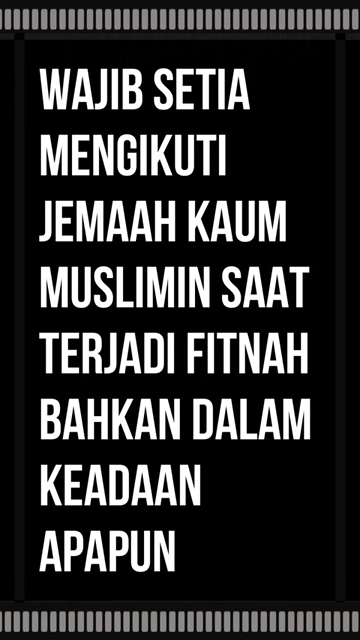 WAJIB SETIA
MENGIKUTI
JEMAAH KAUM
MUSLIMIN SAAT
TERJADI FITNAH
BAHKAN DALAM
KEADAAN
APAPUN